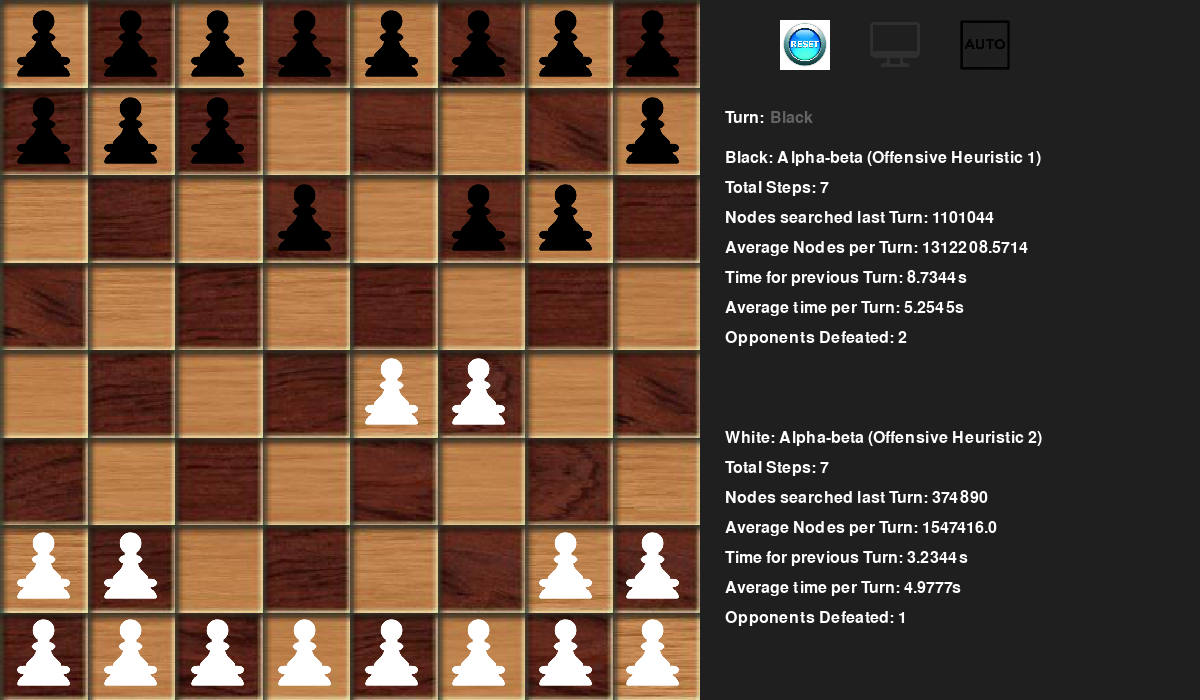 RESET
AUTO
Turn: Black
Black: Alpha-beta (Offensive Heuristic 1)
Total Steps: 7
Nodes searched last Turn: 1101044
Average Nodes per Turn: 1312208.5714
Time for previous Turn: 8.7344s
Average time per Turn: 5.2545s
Opponents Defeated: 2
White: Alpha-beta (Offensive Heuristic 2)
Total Steps: 7
Nodes searched last Turn: 374890
Average Nodes per Turn: 1547416.0
Time for previous Turn: 3.2344s
Average time per Turn: 4.9777s
Opponents Defeated: 1